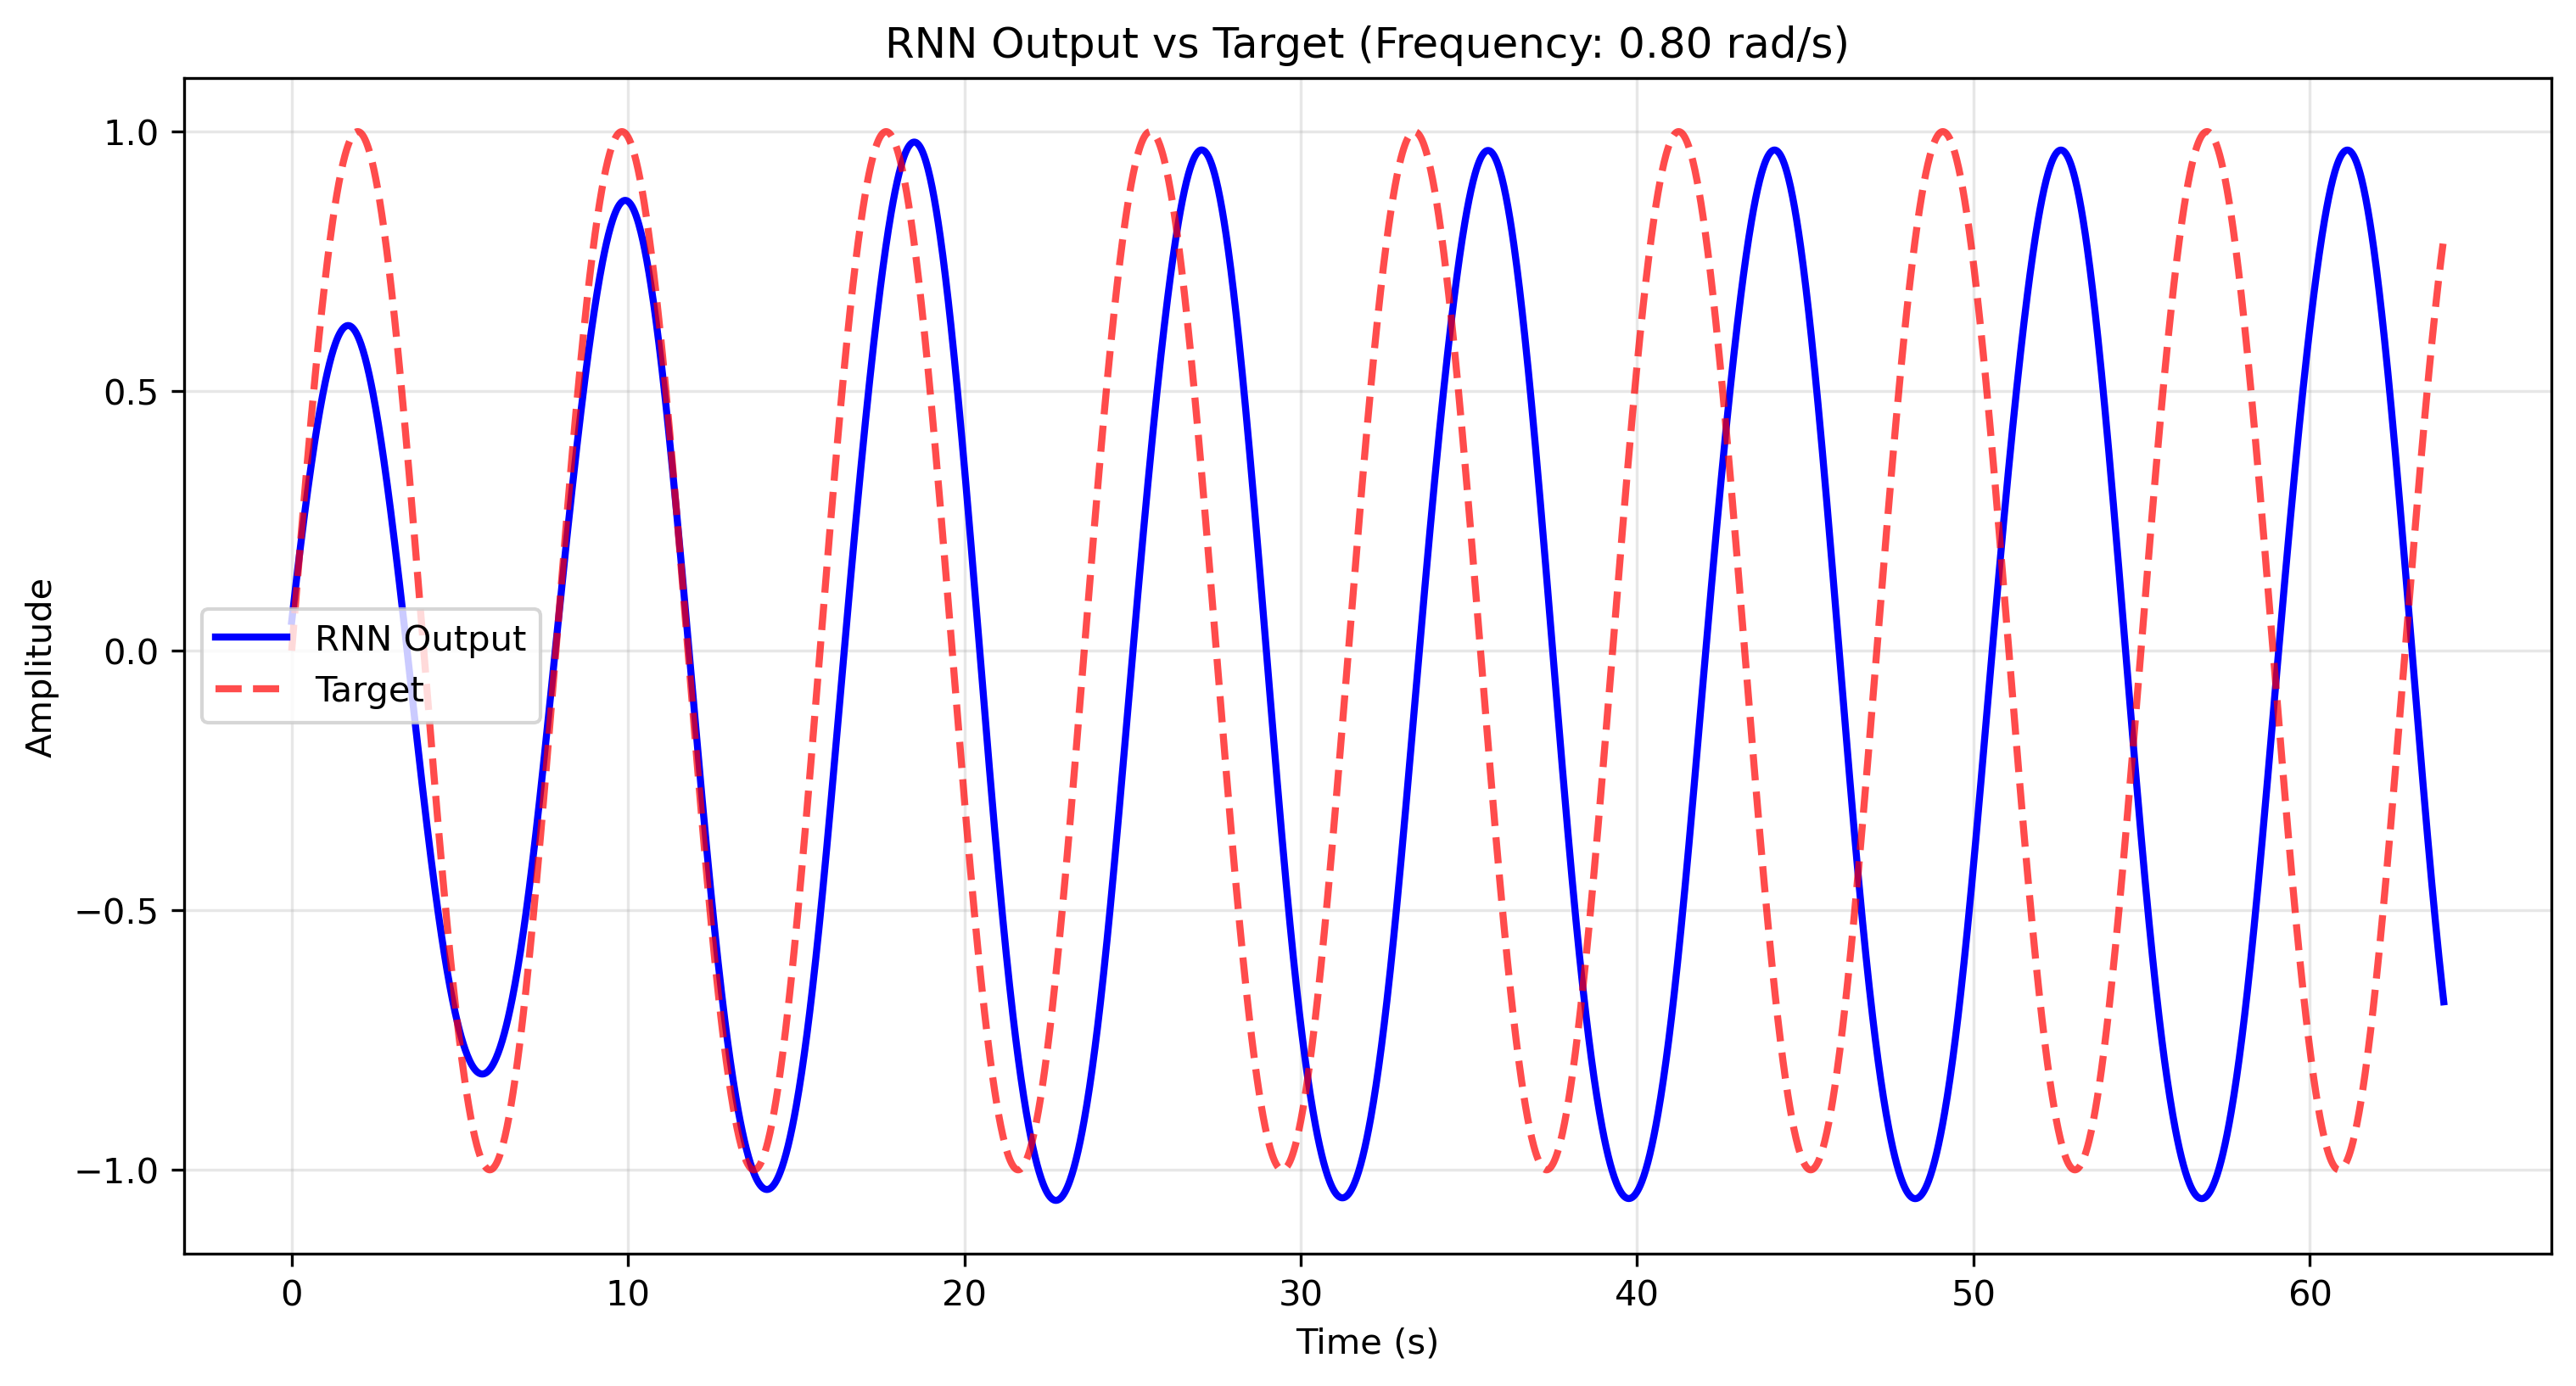 RNN Output vs Target (Frequency: 0.80 rad/s)
1.0
0.5
0.0
−0.5
−1.0
Amplitude
RNN Output
Target
0 10 20 30 40 50 60
Time (s)